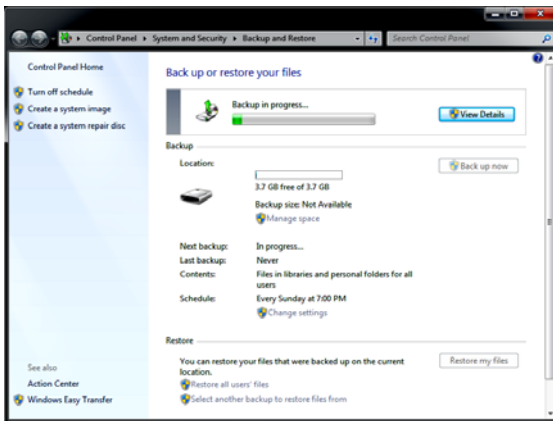 Control Panel ▸ System and Security ▸ Backup and Restore
Search Control Panel
Control Panel Home
Turn off schedule
Create a system image
Create a system repair disc
See also
Action Center
Windows Easy Transfer
Back up or restore your files
Backup in progress...
View Details
Backup
Location:
Back up now
3.7 GB free of 3.7 GB
Backup size: Not Available
Manage space
Next backup: In progress...
Last backup: Never
Contents: Files in libraries and personal folders for all
users
Schedule: Every Sunday at 7:00 PM
Change settings
Restore
You can restore your files that were backed up on the current
location.
Restore my files
Restore all users' files
Select another backup to restore files from